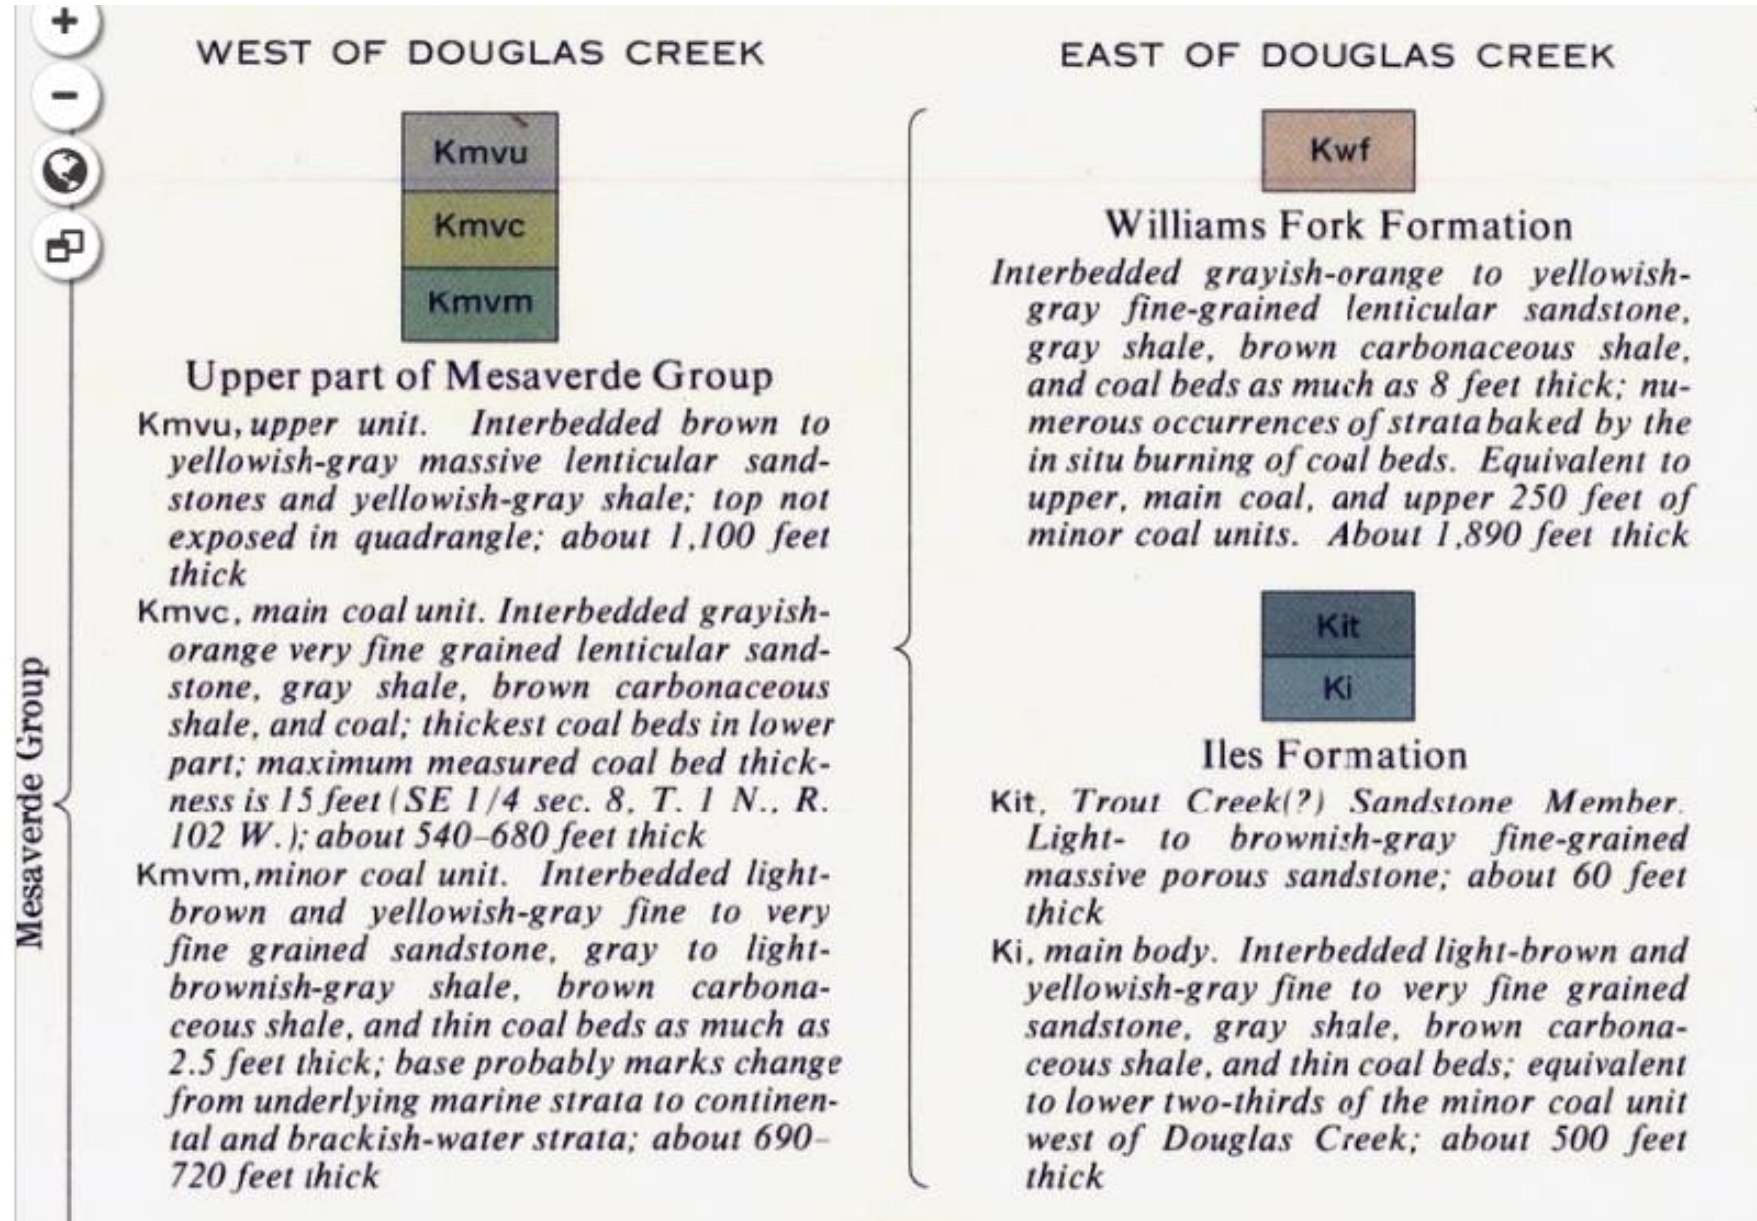 WEST OF DOUGLAS CREEK
Kmvu
Kmvc
Kmvm
Upper part of Mesaverde Group
Kmvu, upper unit. Interbedded brown to
yellowish-gray massive lenticular sand-
stones and yellowish-gray shale; top not
exposed in quadrangle; about 1,100 feet
thick
Kmvc, main coal unit. Interbedded grayish-
orange very fine grained lenticular sand-
stone, gray shale, brown carbonaceous
shale, and coal; thickest coal beds in lower
part; maximum measured coal bed thick-
ness is 15 feet (SE 1/4 sec. 8, T. 1 N., R.
102 W.); about 540–680 feet thick
Kmvm, minor coal unit. Interbedded light-
brown and yellowish-gray fine to very
fine grained sandstone, gray to light-
brownish-gray shale, brown carbona-
ceous shale, and thin coal beds as much as
2.5 feet thick; base probably marks change
from underlying marine strata to continen-
tal and brackish-water strata; about 690–
720 feet thick
Mesaverde Group
EAST OF DOUGLAS CREEK
Kwf
Williams Fork Formation
Interbedded grayish-orange to yellowish-
gray fine-grained lenticular sandstone,
gray shale, brown carbonaceous shale,
and coal beds as much as 8 feet thick; nu-
merous occurrences of strata baked by the
in situ burning of coal beds. Equivalent to
upper, main coal, and upper 250 feet of
minor coal units. About 1,890 feet thick
Kit
Ki
Iles Formation
Kit, Trout Creek(?) Sandstone Member.
Light- to brownish-gray fine-grained
massive porous sandstone; about 60 feet
thick
Ki, main body. Interbedded light-brown and
yellowish-gray fine to very fine grained
sandstone, gray shale, brown carbona-
ceous shale, and thin coal beds; equivalent
to lower two-thirds of the minor coal unit
west of Douglas Creek; about 500 feet
thick